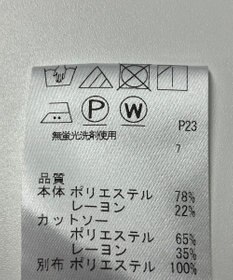 P W
P23
無蛍光洗剤使用
7
品質
本体 ポリエステル 78%
レーヨン 22%
カットソー
ポリエステル 65%
レーヨン 35%
別布 ポリエステル 100%